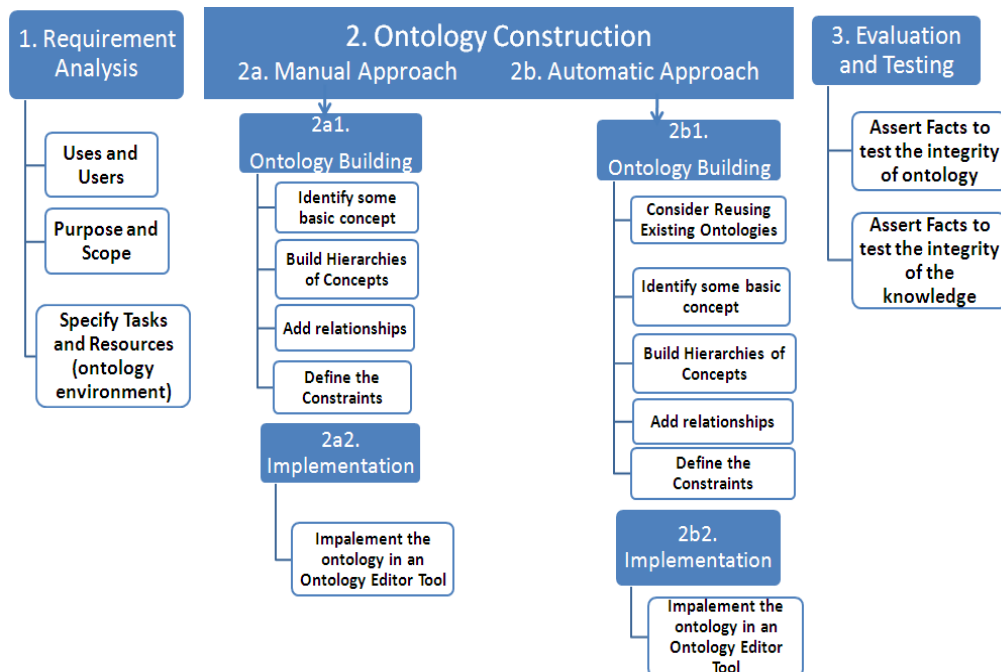 1. Requirement
Analysis
Uses and
Users
Purpose and
Scope
Specify Tasks
and Resources
(ontology
environment)
2. Ontology Construction
2a. Manual Approach
2b. Automatic Approach
2a1.
Ontology Building
Identify some
basic concept
Build Hierarchies
of Concepts
Add relationships
Define the
Constraints
2a2.
Implementation
Impalement the
ontology in an
Ontology Editor Tool
2b1.
Ontology Building
Consider Reusing
Existing Ontologies
Identify some basic
concept
Build Hierarchies of
Concepts
Add relationships
Define the
Constraints
2b2.
Implementation
Impalement the
ontology in an
Ontology Editor
Tool
3. Evaluation
and Testing
Assert Facts to
test the integrity
of ontology
Assert Facts to
test the integrity
of the
knowledge